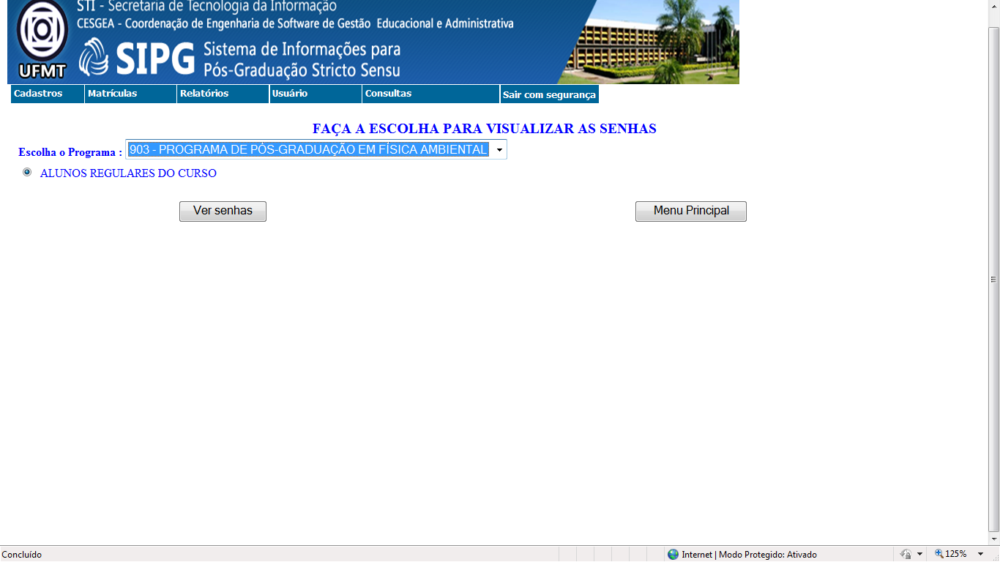 STI - Secretaria de Tecnologia da Informação
CESGEA - Coordenação de Engenharia de Software de Gestão Educacional e Administrativa
UFMT
SIPG Sistema de Informações para
Pós-Graduação Stricto Sensu
Cadastros Matrículas Relatórios Usuário Consultas Sair com segurança
FAÇA A ESCOLHA PARA VISUALIZAR AS SENHAS
Escolha o Programa : 903 - PROGRAMA DE PÓS-GRADUAÇÃO EM FÍSICA AMBIENTAL
ALUNOS REGULARES DO CURSO
Ver senhas Menu Principal
Concluído Internet | Modo Protegido: Ativado 125%